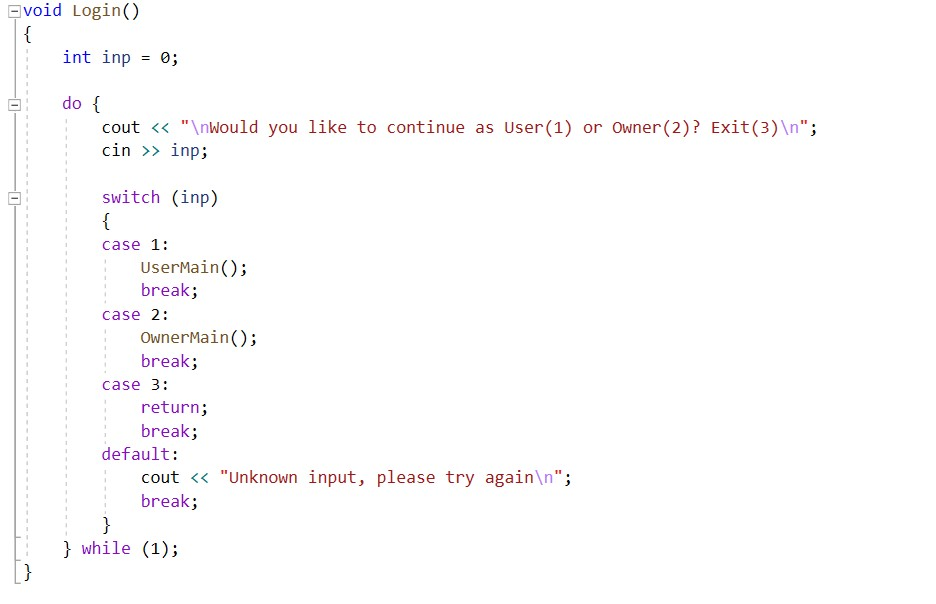 void Login()
{
    int inp = 0;

    do {
        cout << "\nWould you like to continue as User(1) or Owner(2)? Exit(3)\n";
        cin >> inp;

        switch (inp)
        {
        case 1:
            UserMain();
            break;
        case 2:
            OwnerMain();
            break;
        case 3:
            return;
            break;
        default:
            cout << "Unknown input, please try again\n";
            break;
        }
    } while (1);
}